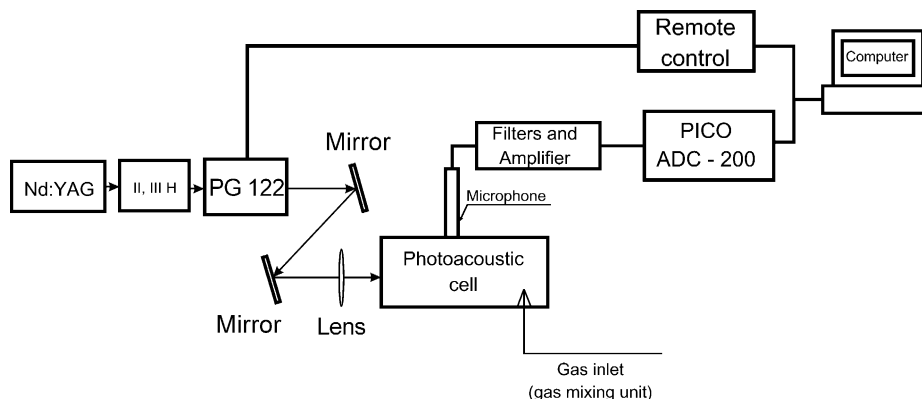 Remote
control
Computer
Mirror
Filters and
Amplifier
PICO
ADC - 200
Nd:YAG
II, III H
PG 122
Microphone
Photoacoustic
cell
Mirror
Lens
Gas inlet
(gas mixing unit)